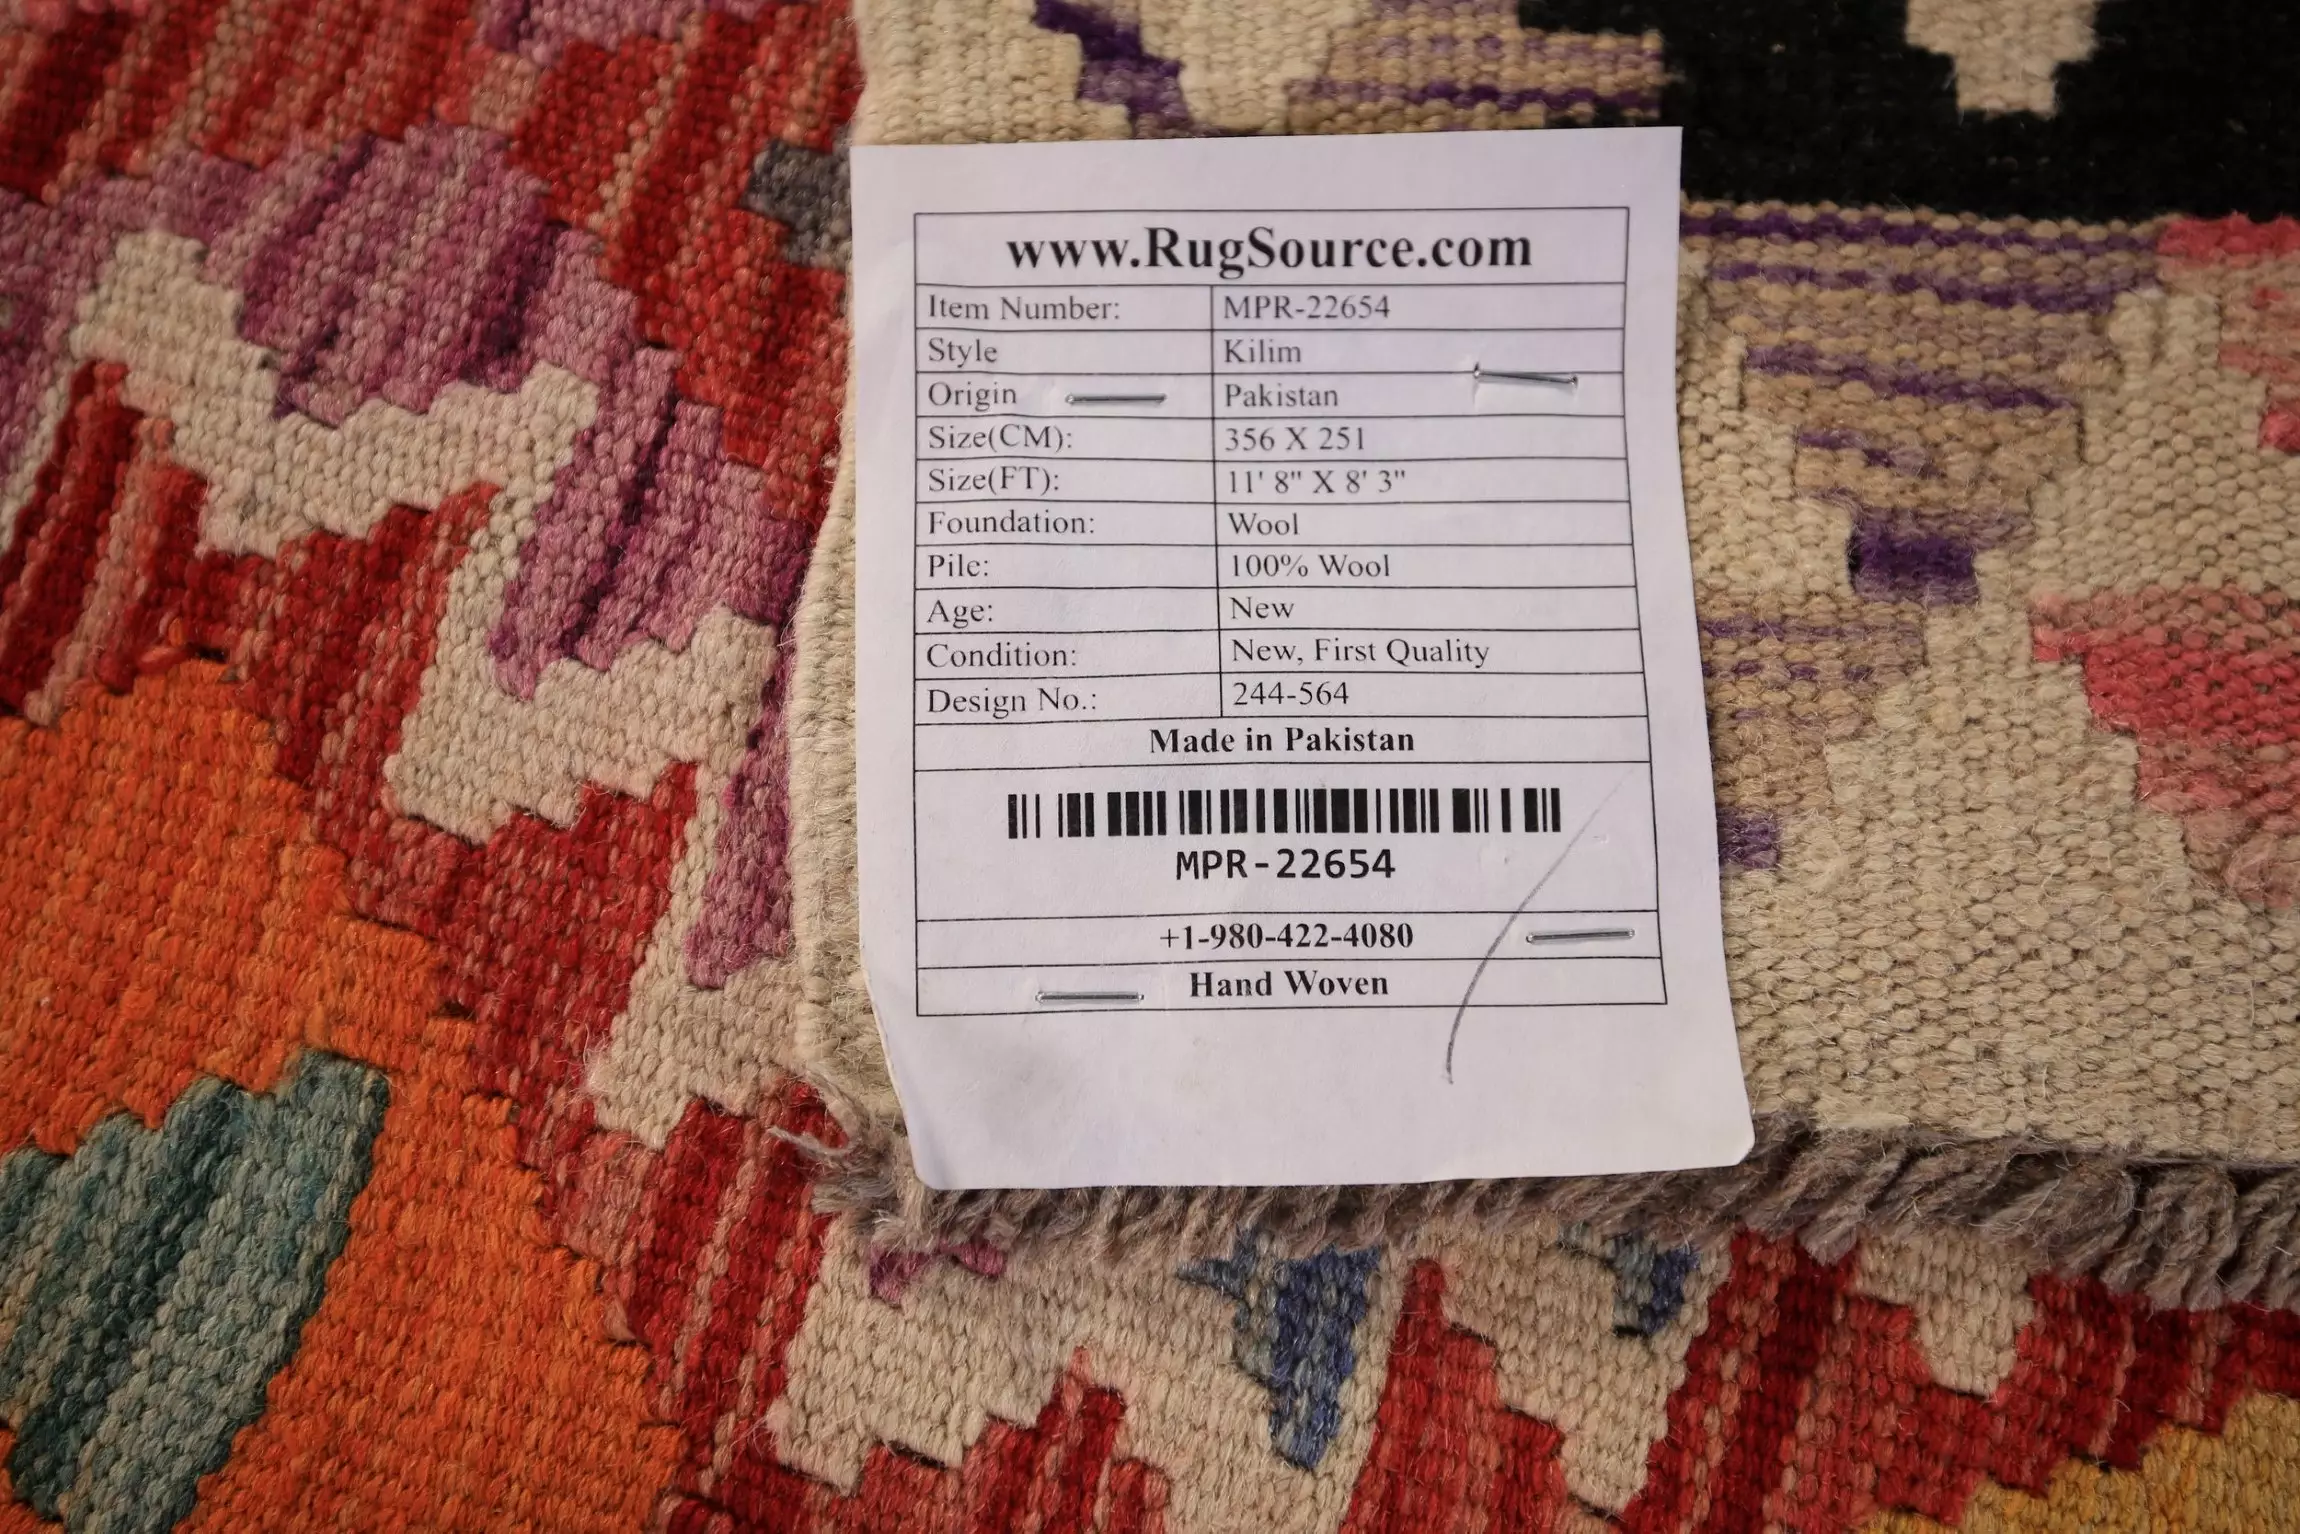 www.RugSource.com
Item Number: MPR-22654
Style Kilim
Origin Pakistan
Size(CM): 356 X 251
Size(FT): 11' 8" X 8' 3"
Foundation: Wool
Pile: 100% Wool
Age: New
Condition: New, First Quality
Design No.: 244-564
Made in Pakistan
MPR-22654
+1-980-422-4080
Hand Woven